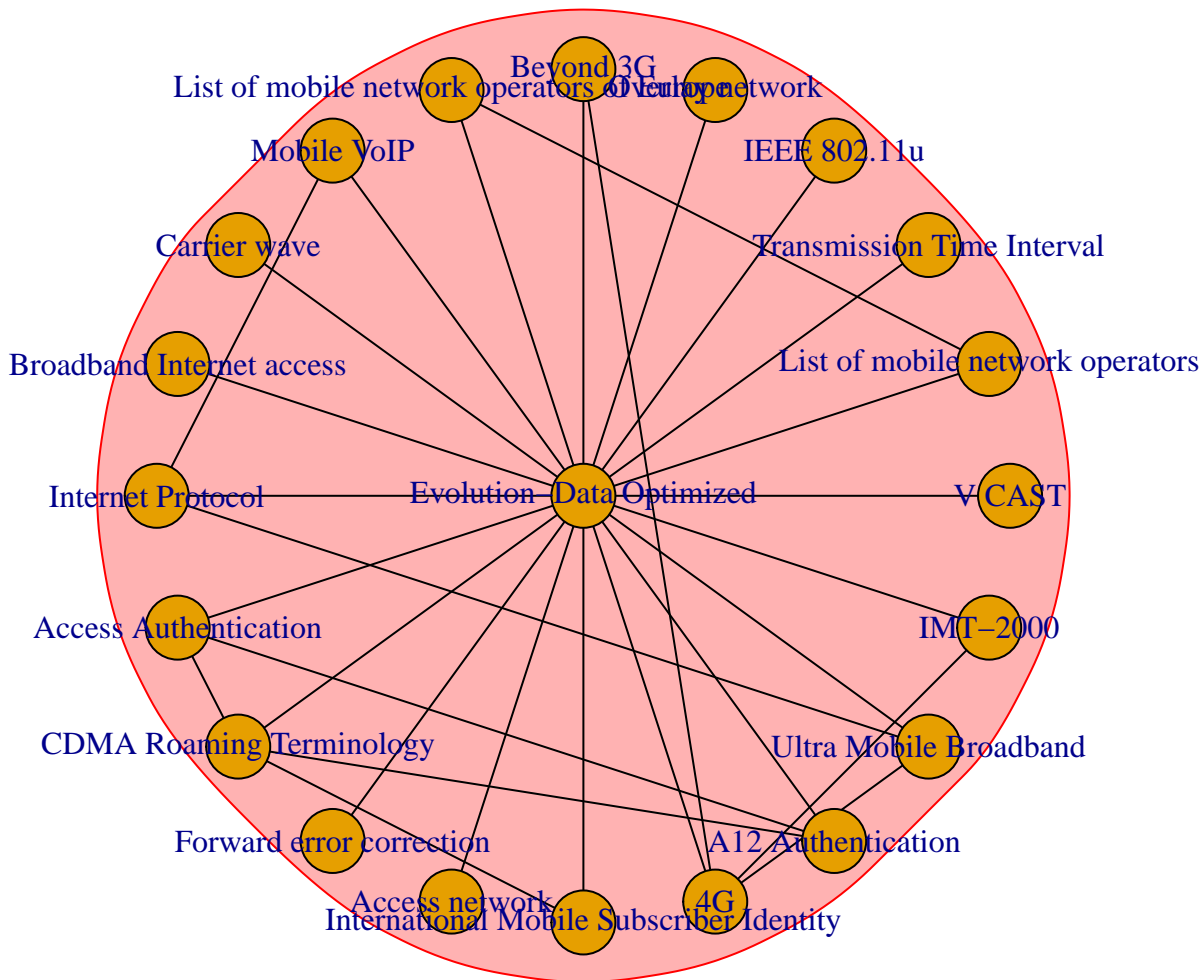 Beyond 3G
List of mobile network operators of Europe
Overlay network
Mobile VoIP
IEEE 802.11u
Carrier wave
Transmission Time Interval
Broadband Internet access
List of mobile network operators
Internet Protocol
Evolution−Data Optimized
V CAST
Access Authentication
IMT−2000
CDMA Roaming Terminology
Ultra Mobile Broadband
Forward error correction
A12 Authentication
Access network
4G
International Mobile Subscriber Identity